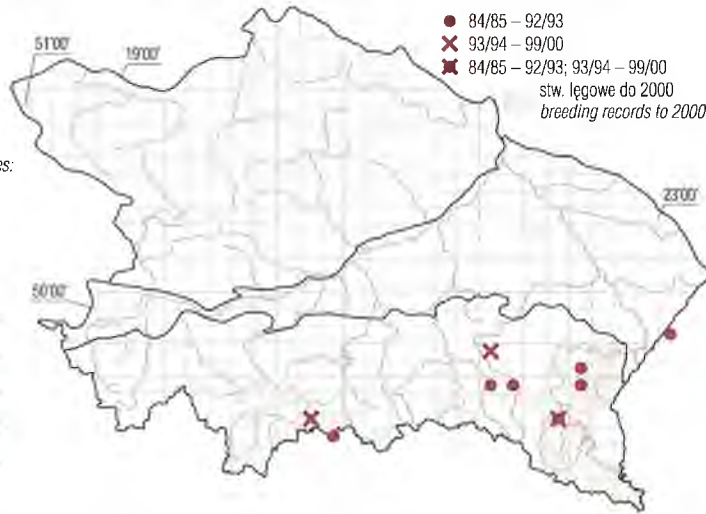 84/85 – 92/93
93/94 – 99/00
84/85 – 92/93; 93/94 – 99/00
stw. lęgowe do 2000
breeding records to 2000
51°00'
19°00'
es:
23°00'
50°00'